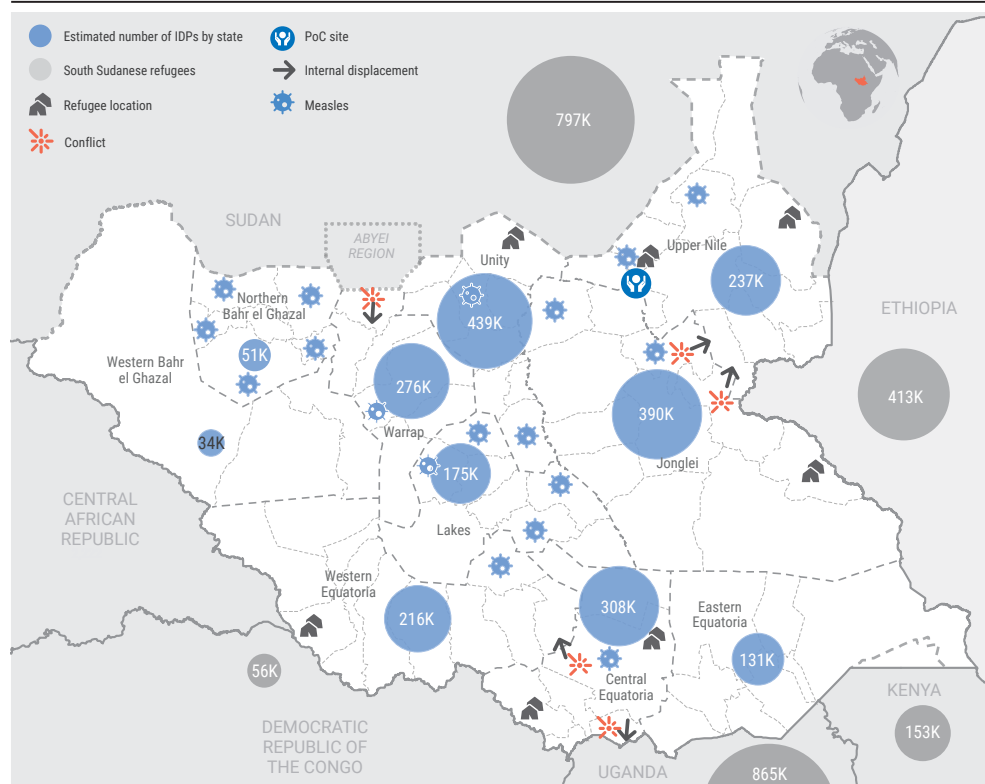 Estimated number of IDPs by state
PoC site
South Sudanese refugees
Internal displacement
Refugee location
Measles
Conflict
797K
SUDAN
ABYEI
REGION
Unity
Upper Nile
237K
Northern
Bahr el Ghazal
439K
ETHIOPIA
51K
Western Bahr
el Ghazal
276K
413K
390K
Warrap
34K
Jonglei
175K
CENTRAL
AFRICAN
REPUBLIC
Lakes
Western
Equatoria
308K
Eastern
Equatoria
216K
131K
56K
Central
Equatoria
KENYA
153K
DEMOCRATIC
REPUBLIC OF
THE CONGO
UGANDA
865K